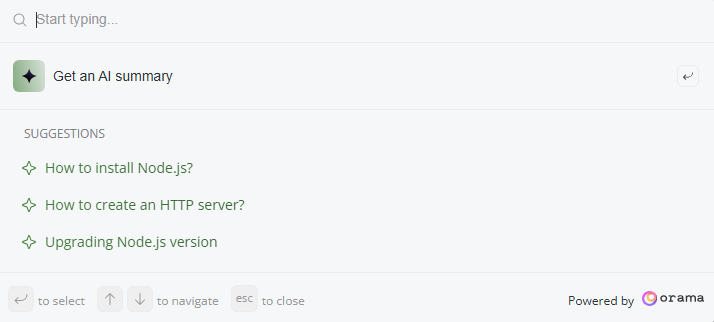 Start typing...
Get an AI summary
SUGGESTIONS
How to install Node.js?
How to create an HTTP server?
Upgrading Node.js version
to select to navigate esc to close Powered by orama